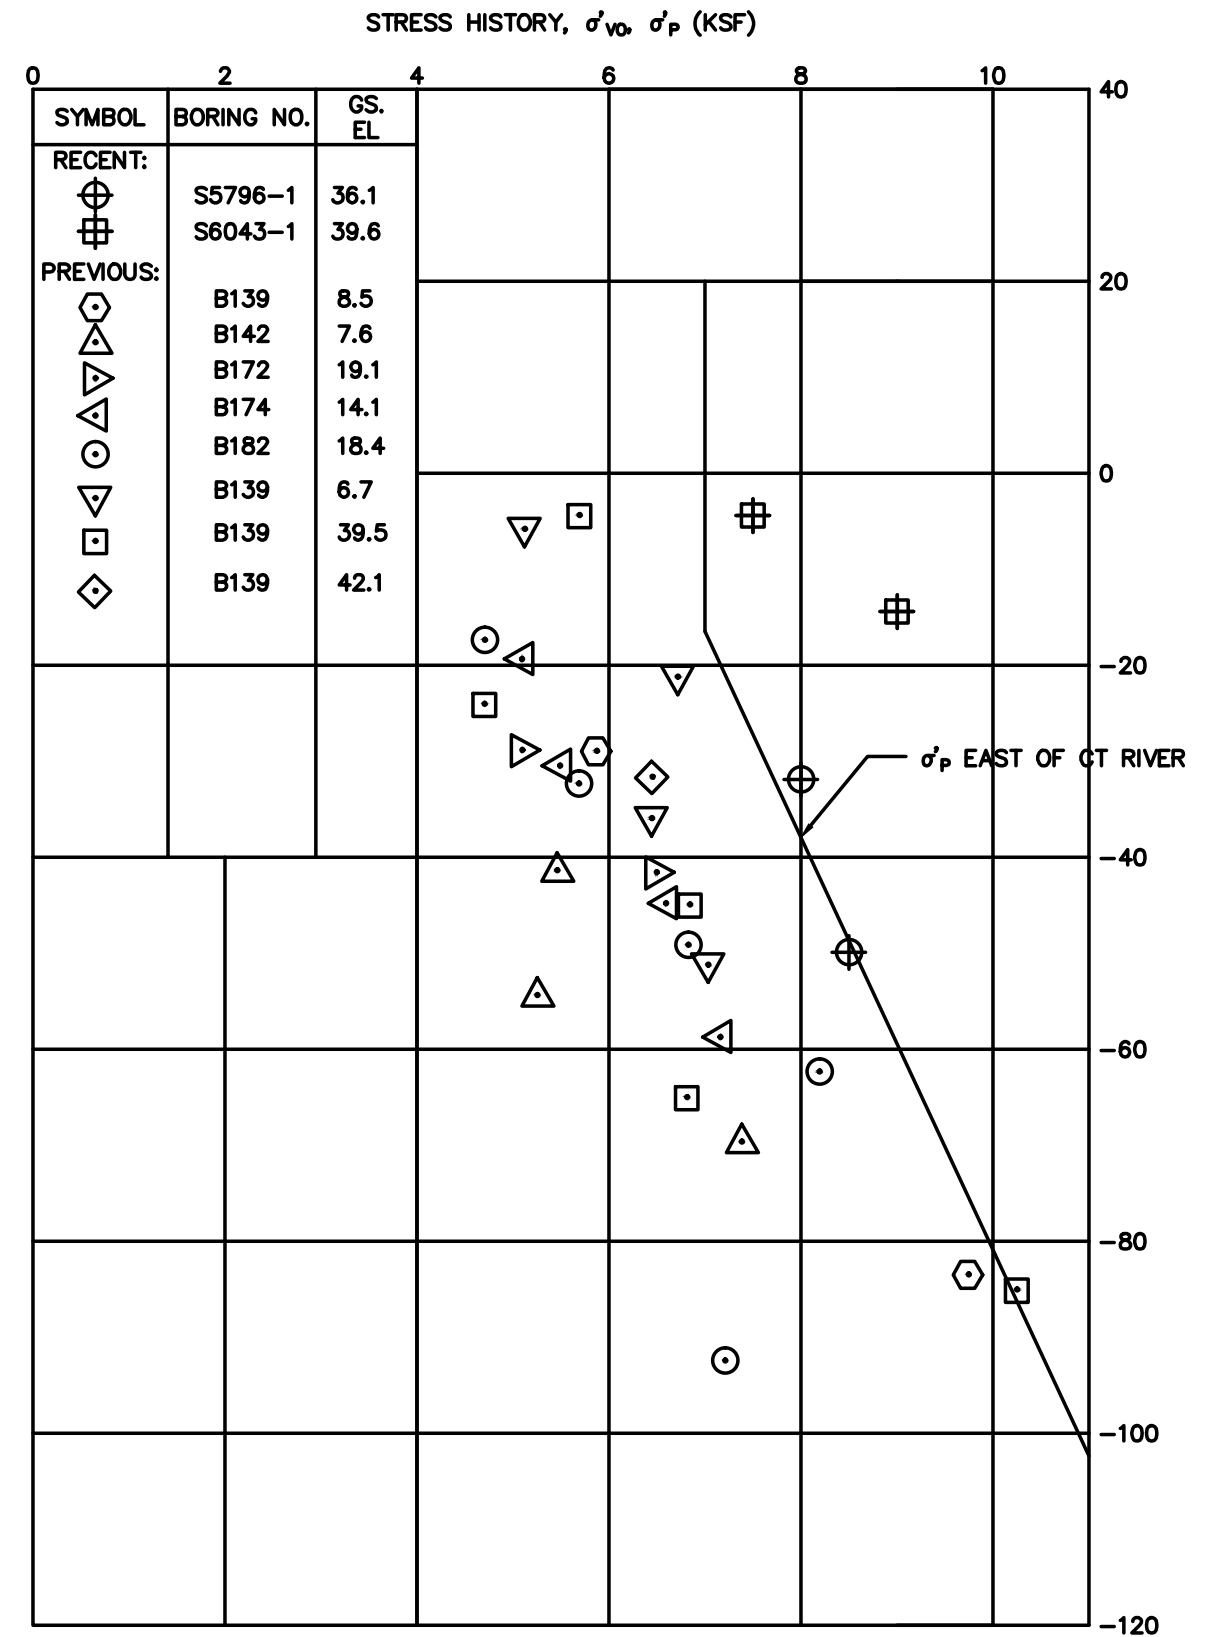 STRESS HISTORY, σ'VO, σ'P (KSF)
0 2 4 6 8 10
40
SYMBOL BORING NO. GS. EL
RECENT:
S5796-1 36.1
S6043-1 39.6
PREVIOUS:
20
B139 8.5
B142 7.6
B172 19.1
B174 14.1
B182 18.4
0
B139 6.7
B139 39.5
B139 42.1
-20
σ'P EAST OF CT RIVER
-40
-60
-80
-100
-120